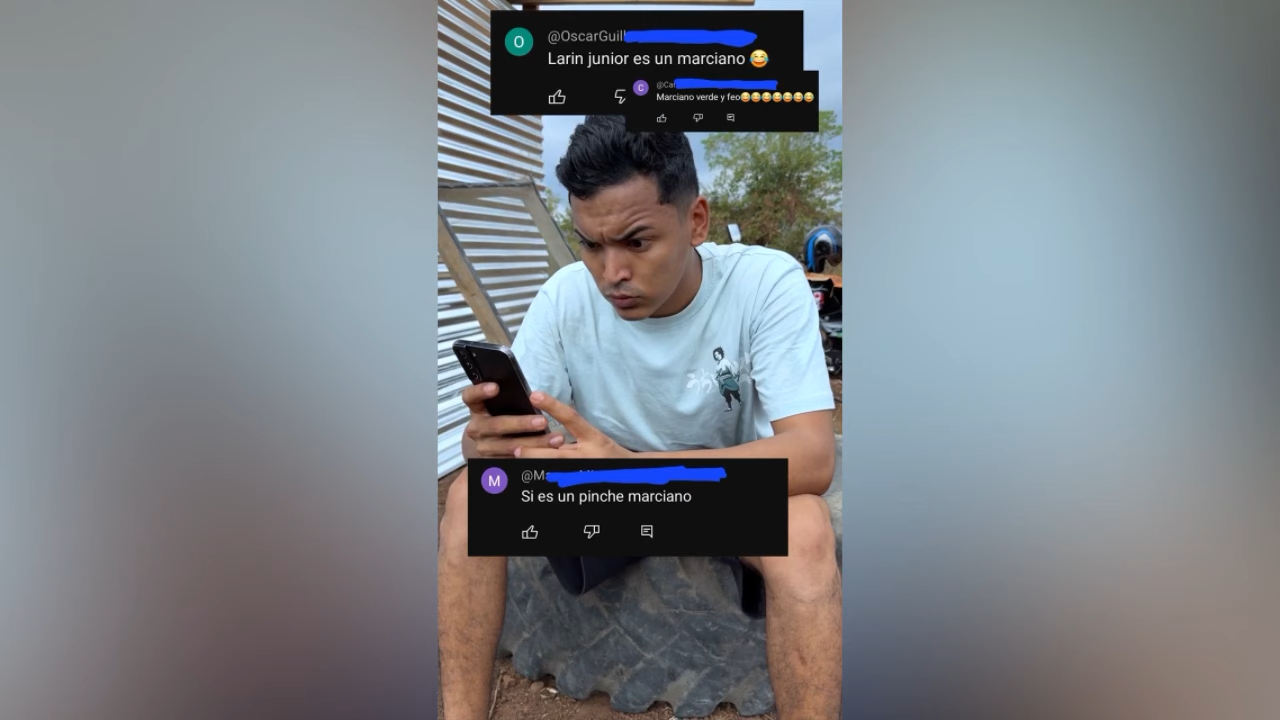 O
@OscarGuil
Larin junior es un marciano 😂
C
@Ca
Marciano verde y feo😂😂😂😂😂😂😂
M
@M
Si es un pinche marciano